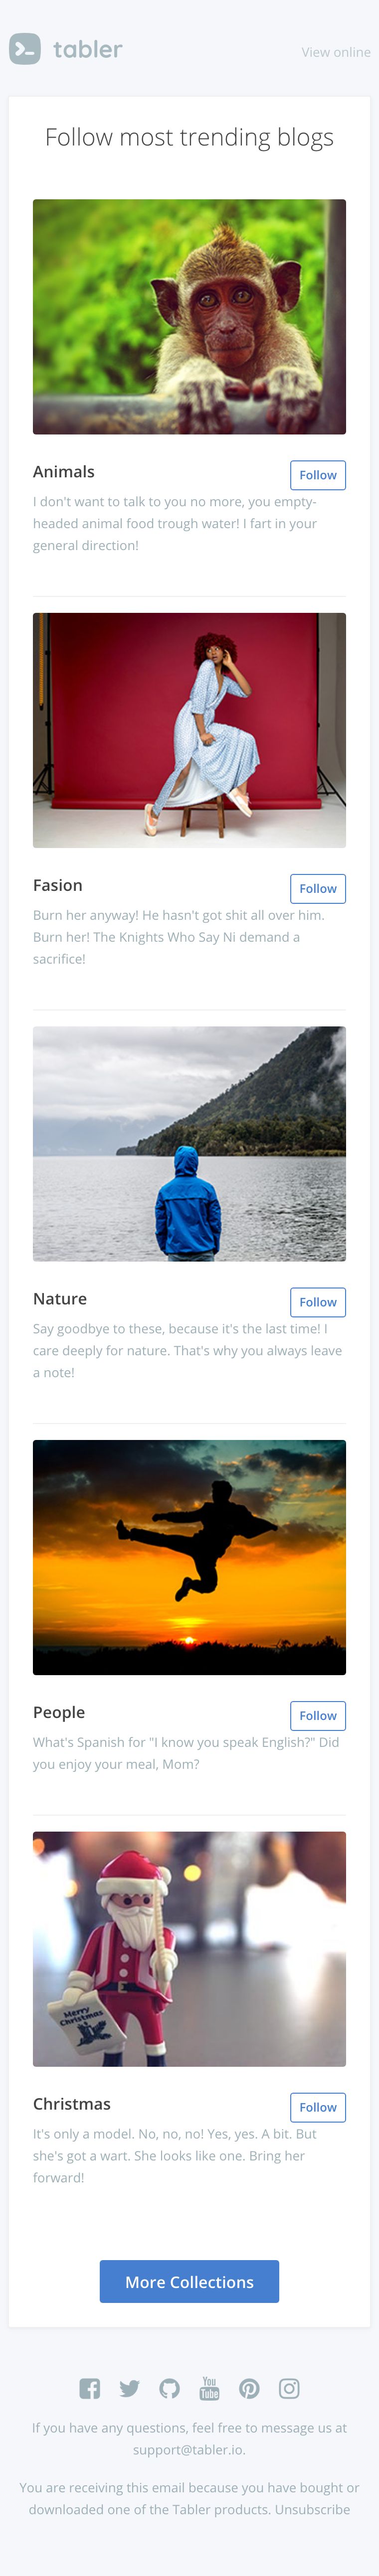 tabler
View online
Follow most trending blogs
Animals
Follow
I don't want to talk to you no more, you empty-
headed animal food trough water! I fart in your
general direction!
Fasion
Follow
Burn her anyway! He hasn't got shit all over him.
Burn her! The Knights Who Say Ni demand a
sacrifice!
Nature
Follow
Say goodbye to these, because it's the last time! I
care deeply for nature. That's why you always leave
a note!
People
Follow
What's Spanish for "I know you speak English?" Did
you enjoy your meal, Mom?
Merry
Christmas
Christmas
Follow
It's only a model. No, no, no! Yes, yes. A bit. But
she's got a wart. She looks like one. Bring her
forward!
More Collections
You
Tube
If you have any questions, feel free to message us at
support@tabler.io.
You are receiving this email because you have bought or
downloaded one of the Tabler products. Unsubscribe